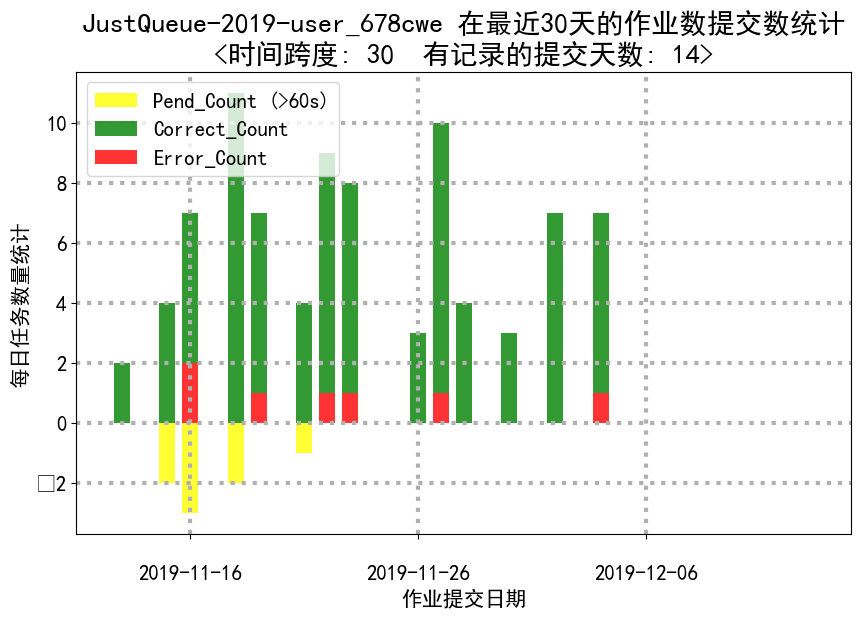 JustQueue-2019-user_678cwe 在最近30天的作业数提交数统计
<时间跨度: 30  有记录的提交天数: 14>
Pend_Count (>60s)
Correct_Count
Error_Count
10
8
6
4
2
0
□2
每日任务数量统计
2019-11-16
2019-11-26
2019-12-06
作业提交日期